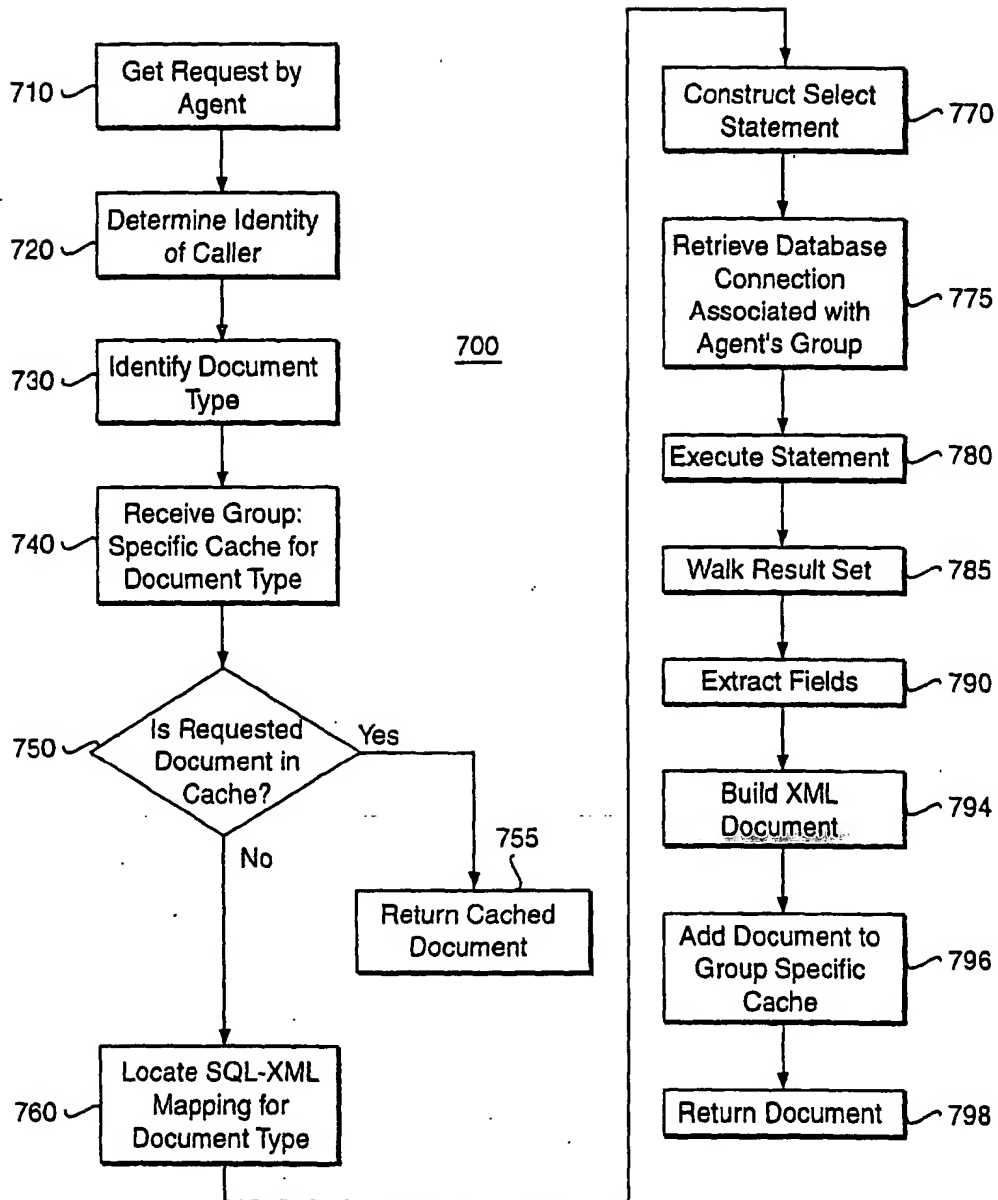 710
Get Request by
Agent
720
Determine Identity
of Caller
730
Identify Document
Type
740
Receive Group:
Specific Cache for
Document Type
750
Is Requested
Document in
Cache?
Yes
No
755
Return Cached
Document
760
Locate SQL-XML
Mapping for
Document Type
700
Construct Select
Statement
770
Retrieve Database
Connection
Associated with
Agent's Group
775
Execute Statement
780
Walk Result Set
785
Extract Fields
790
Build XML
Document
794
Add Document to
Group Specific
Cache
796
Return Document
798